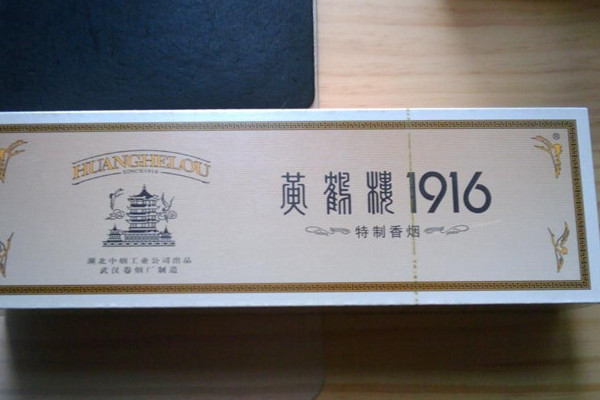 HUANGHELOU
SINCE1916
湖北中烟工业公司出品
武汉卷烟厂制造
黄鹤楼1916
特制香烟
®